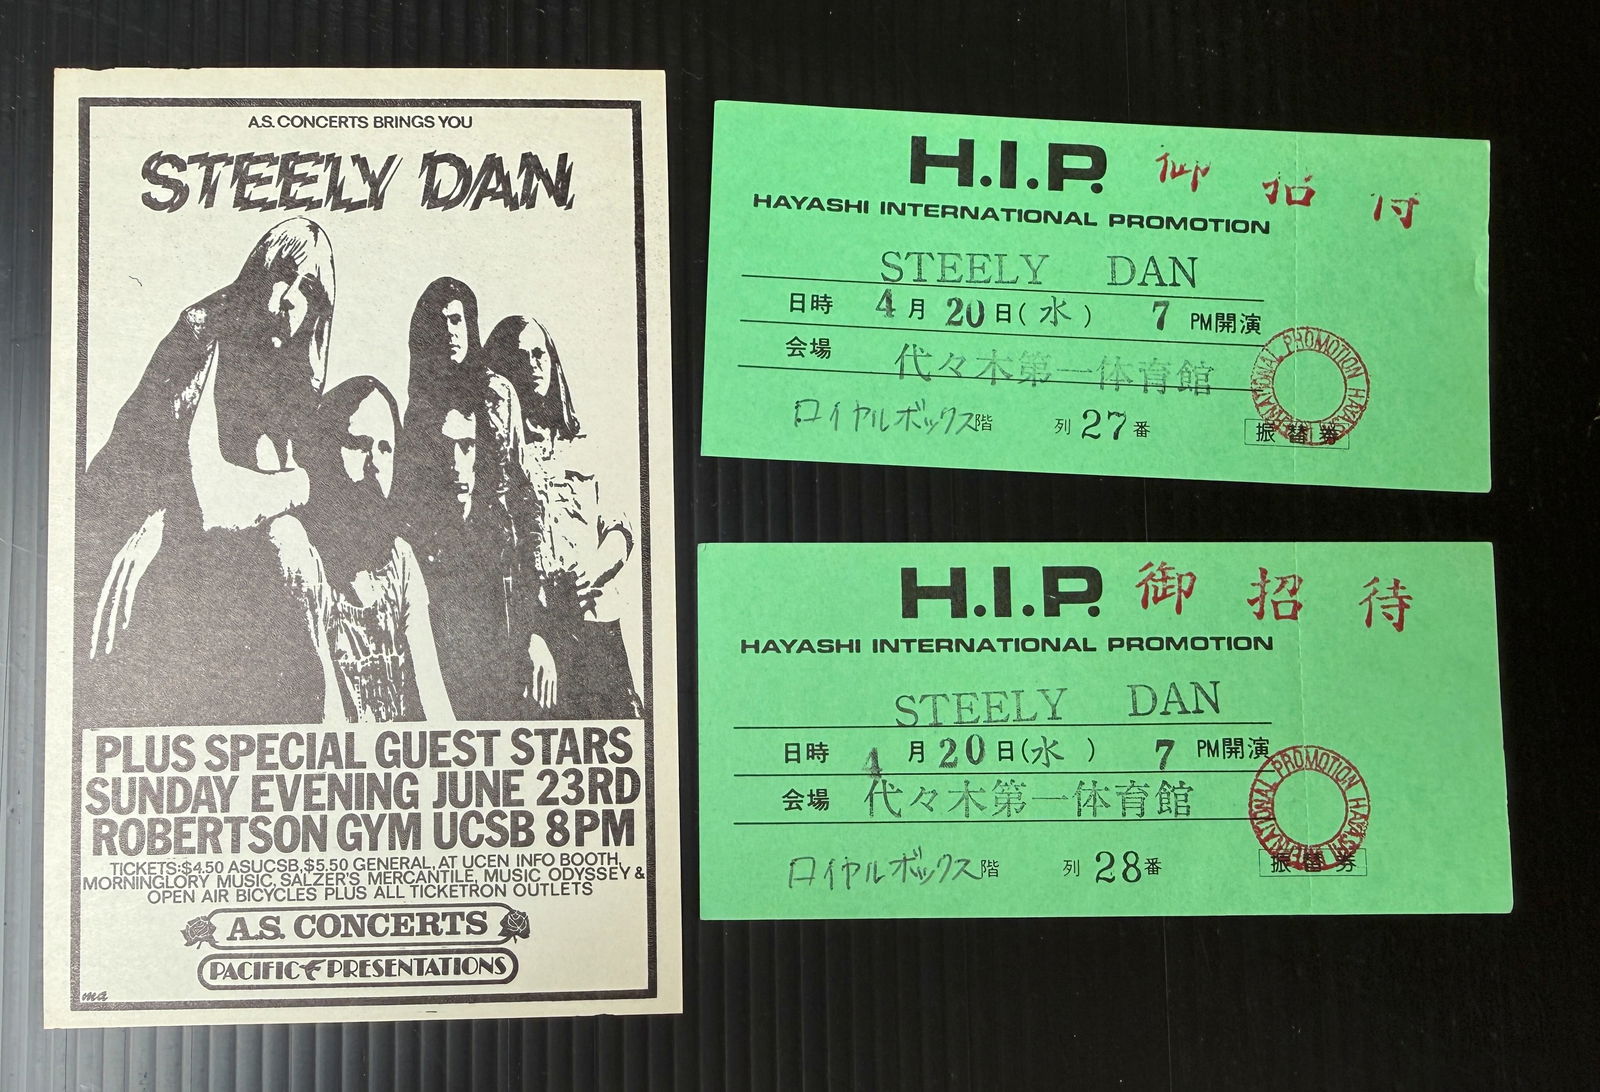 A.S. CONCERTS BRINGS YOU
STEELY DAN
PLUS SPECIAL GUEST STARS
SUNDAY EVENING JUNE 23RD
ROBERTSON GYM UCSB 8PM
TICKETS:$4.50 ASUCSB,$5.50 GENERAL, AT UCEN INFO BOOTH,
MORNINGLORY MUSIC, SALZER'S MERCANTILE, MUSIC ODYSSEY &
OPEN AIR BICYCLES PLUS ALL TICKETRON OUTLETS
A.S. CONCERTS
PACIFIC PRESENTATIONS
ma
H.I.P. 御招待
HAYASHI INTERNATIONAL PROMOTION
STEELY DAN
日時 4月20日(水) 7 PM開演
会場 代々木第一体育館
ロイヤルボックス階 列27番
振替券
INTERNATIONAL PROMOTION HAYASHI
H.I.P. 御招待
HAYASHI INTERNATIONAL PROMOTION
STEELY DAN
日時 4月20日(水) 7 PM開演
会場 代々木第一体育館
ロイヤルボックス階 列28番
振替券
INTERNATIONAL PROMOTION HAYASHI